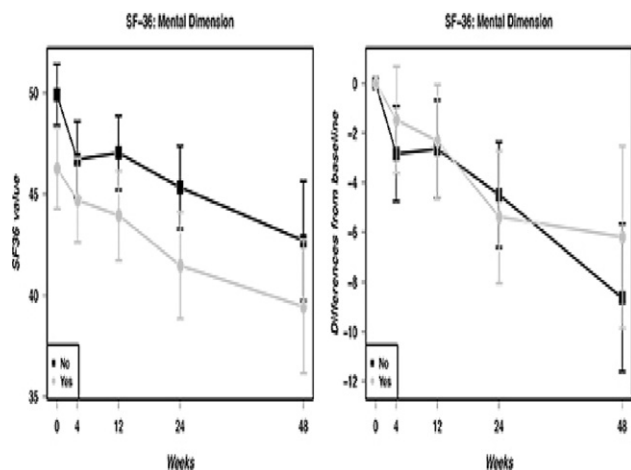 SF-36: Mental Dimension
SF36 value
50
45
40
35
No
Yes
0 4 12 24 48
Weeks
SF-36: Mental Dimension
Differences from baseline
0
-2
-4
-6
-8
-10
-12
No
Yes
0 4 12 24 48
Weeks